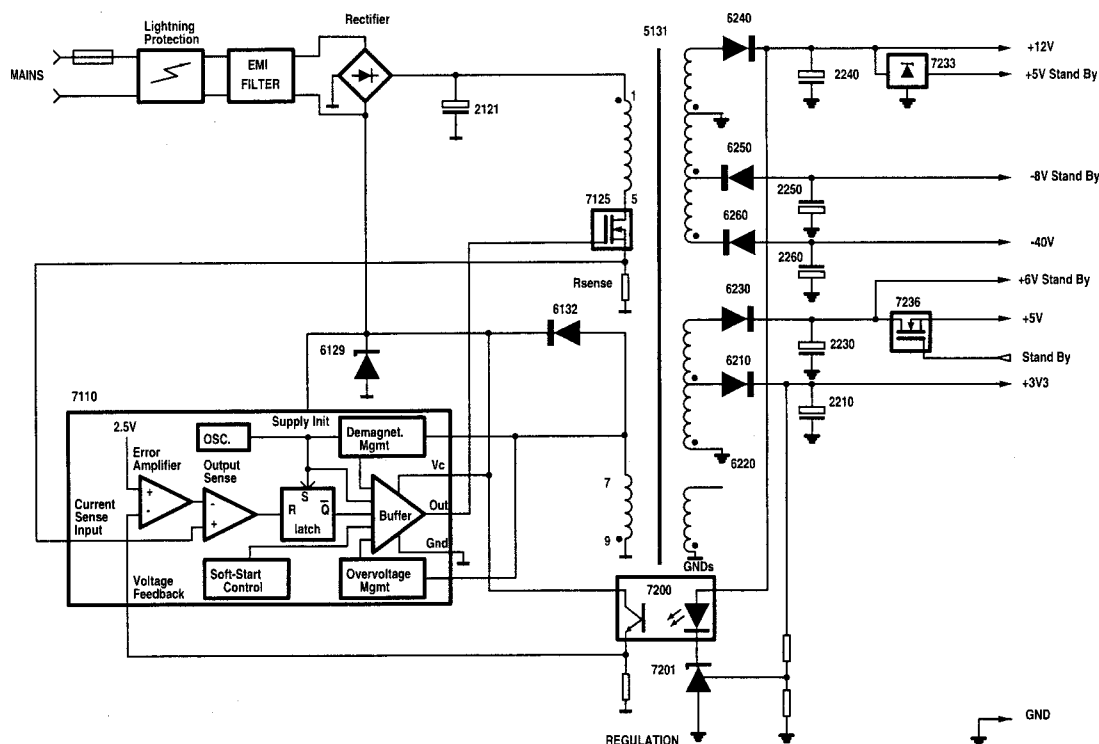 Lightning
Protection
Rectifier
5131
6240
MAINS
EMI
FILTER
2121
1
2240
7233
+12V
+5V Stand By
6250
-8V Stand By
2250
7125
5
6260
-40V
2260
Rsense
+6V Stand By
6230
7236
+5V
6132
6129
2230
Stand By
6210
+3V3
2210
7110
2.5V
Supply Init
OSC.
Demagnet.
Mgmt
Error
Amplifier
Output
Sense
Vc
6220
+
-
-
+
Current
Sense
Input
S
R
Q
latch
Buffer
Out
7
Gnd
9
GNDs
Soft-Start
Control
Overvoltage
Mgmt
Voltage
Feedback
7200
7201
REGULATION
GND